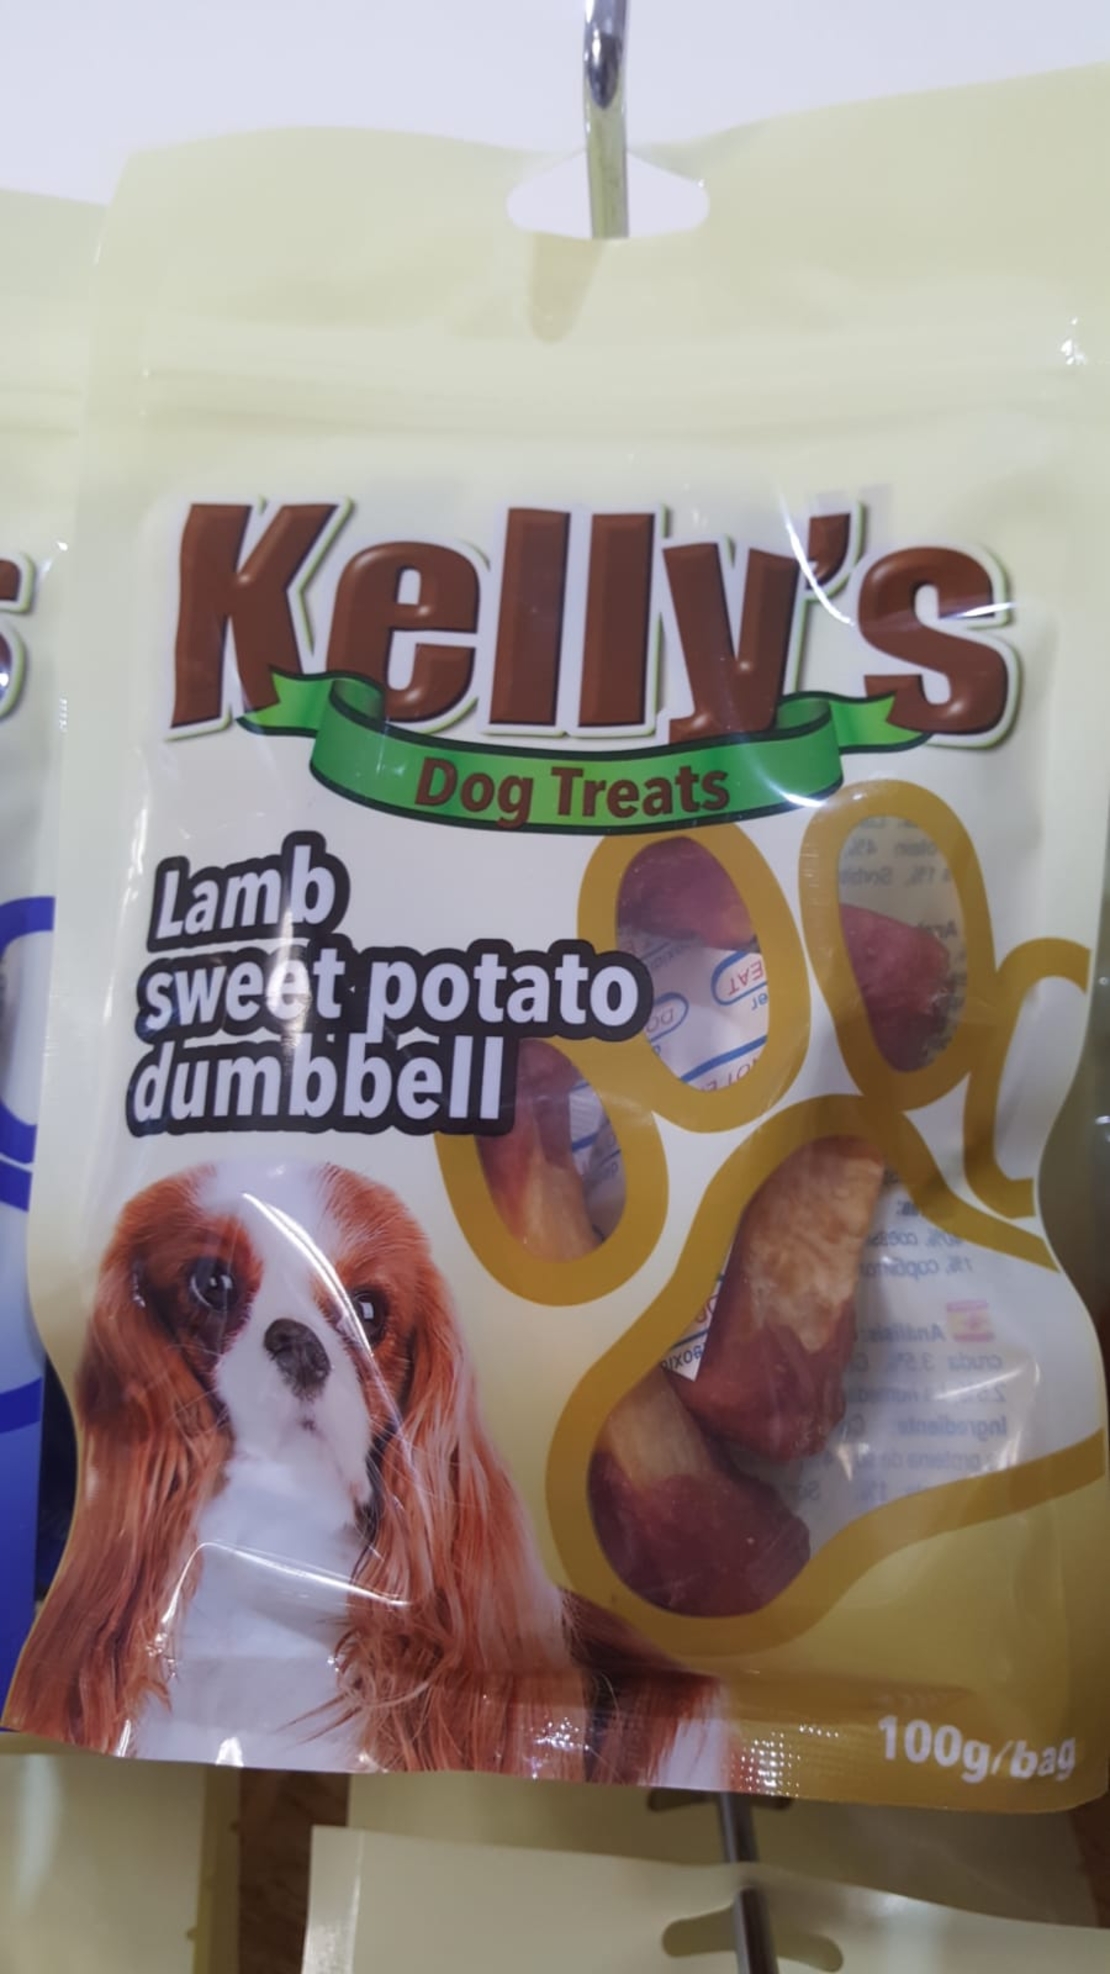 Kelly's
Dog Treats
Lamb
sweet potato
dumbbell
100g/bag